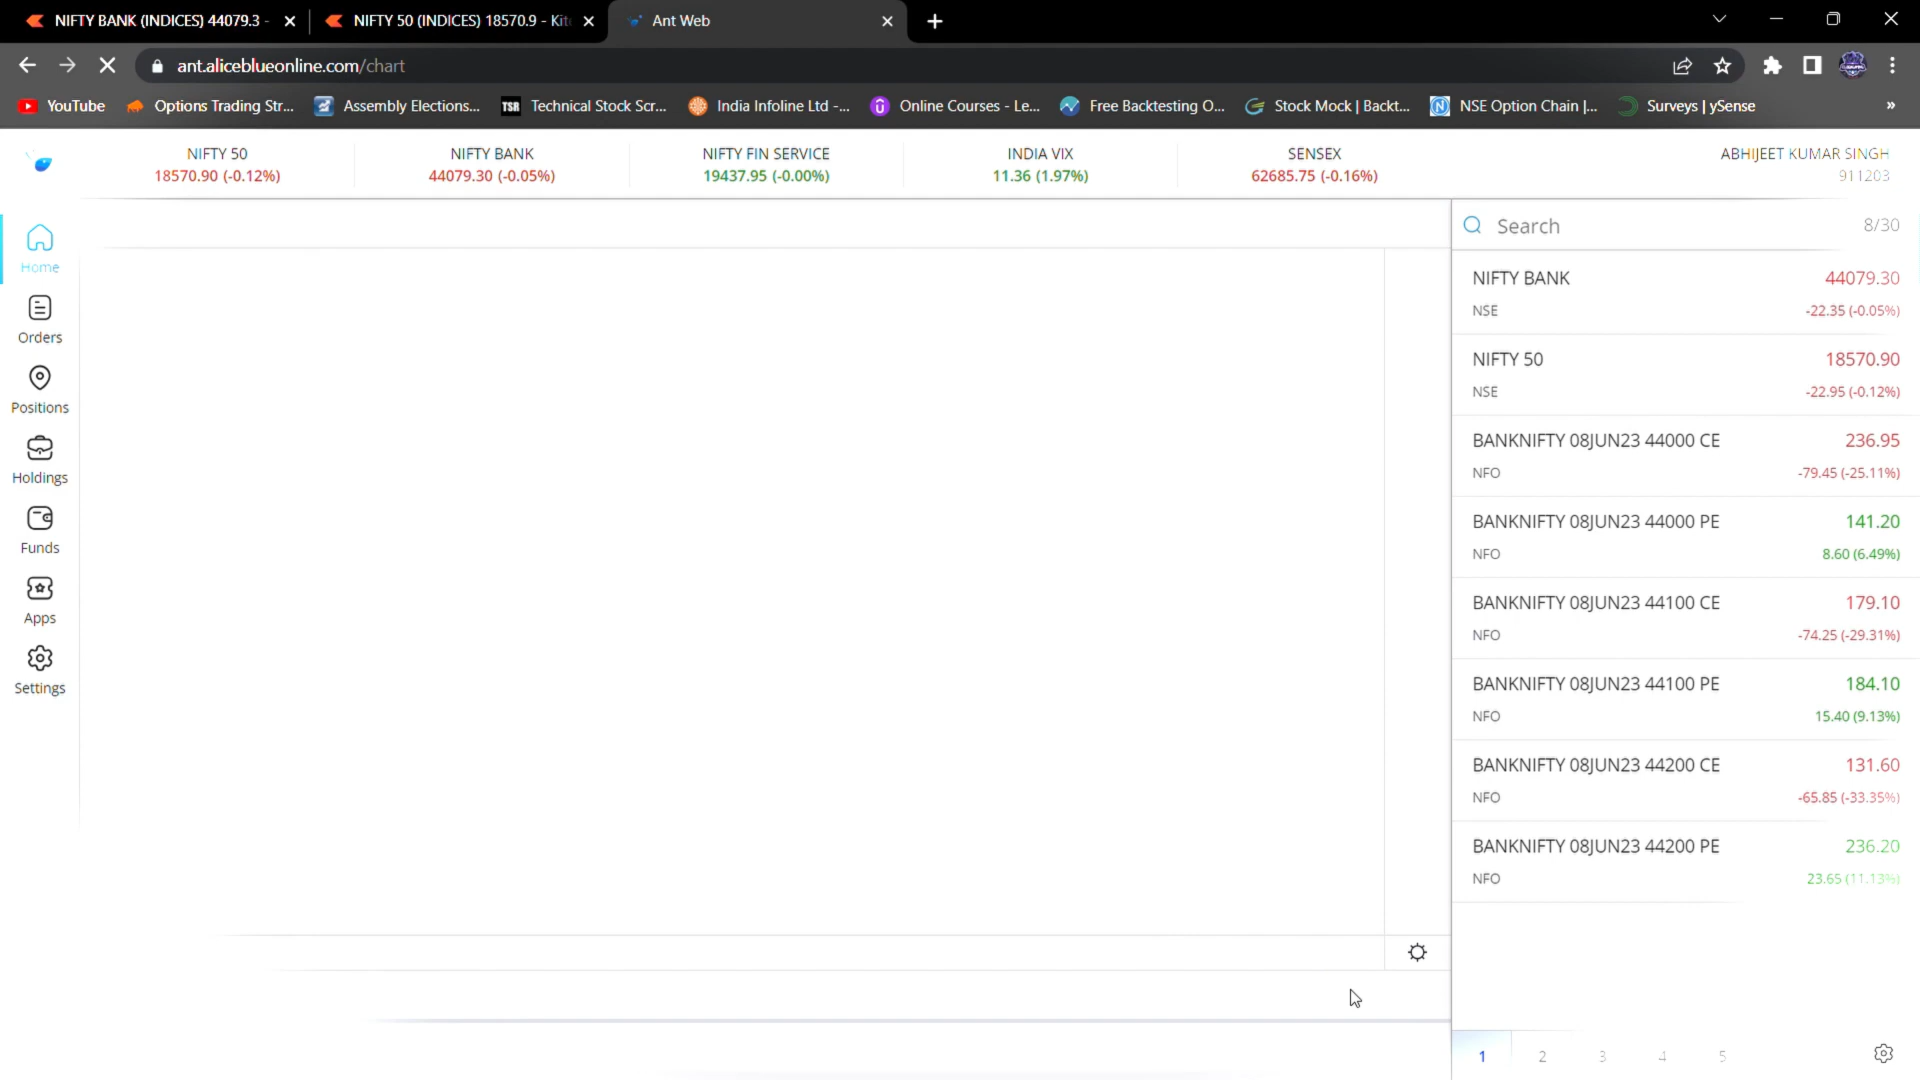 NIFTY BANK (INDICES) 44079.3 -
NIFTY 50 (INDICES) 18570.9 - Kit
Ant Web
ant.aliceblueonline.com/chart
YouTube
Options Trading Str...
Assembly Elections...
TSR
Technical Stock Scr...
India Infoline Ltd -...
Online Courses - Le...
Free Backtesting O...
Stock Mock | Backt...
NSE Option Chain |...
Surveys | ySense
»
NIFTY 50
18570.90 (-0.12%)
NIFTY BANK
44079.30 (-0.05%)
NIFTY FIN SERVICE
19437.95 (-0.00%)
INDIA VIX
11.36 (1.97%)
SENSEX
62685.75 (-0.16%)
ABHIJEET KUMAR SINGH
911203
Home
Orders
Positions
Holdings
Funds
Apps
Settings
Search
8/30
NIFTY BANK 44079.30
NSE -22.35 (-0.05%)
NIFTY 50 18570.90
NSE -22.95 (-0.12%)
BANKNIFTY 08JUN23 44000 CE 236.95
NFO -79.45 (-25.11%)
BANKNIFTY 08JUN23 44000 PE 141.20
NFO 8.60 (6.49%)
BANKNIFTY 08JUN23 44100 CE 179.10
NFO -74.25 (-29.31%)
BANKNIFTY 08JUN23 44100 PE 184.10
NFO 15.40 (9.13%)
BANKNIFTY 08JUN23 44200 CE 131.60
NFO -65.85 (-33.35%)
BANKNIFTY 08JUN23 44200 PE 236.20
NFO 23.65 (11.13%)
1 2 3 4 5